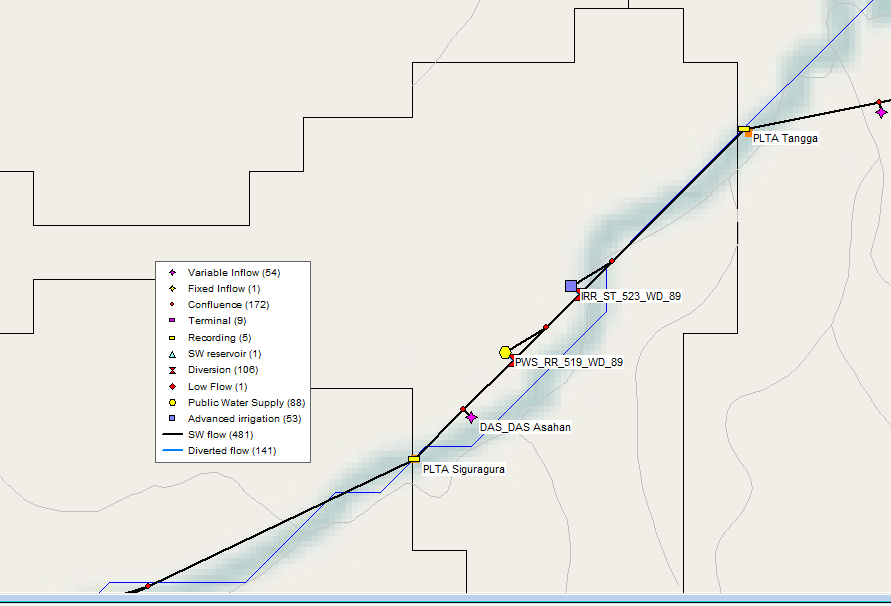 PLTA Tangga
Variable Inflow (54)
Fixed Inflow (1)
Confluence (172)
Terminal (9)
Recording (5)
SW reservoir (1)
Diversion (106)
Low Flow (1)
Public Water Supply (88)
Advanced irrigation (53)
SW flow (481)
Diverted flow (141)
IRR_ST_523_WD_89
PWS_RR_519_WD_89
DAS_DAS Asahan
PLTA Siguragura